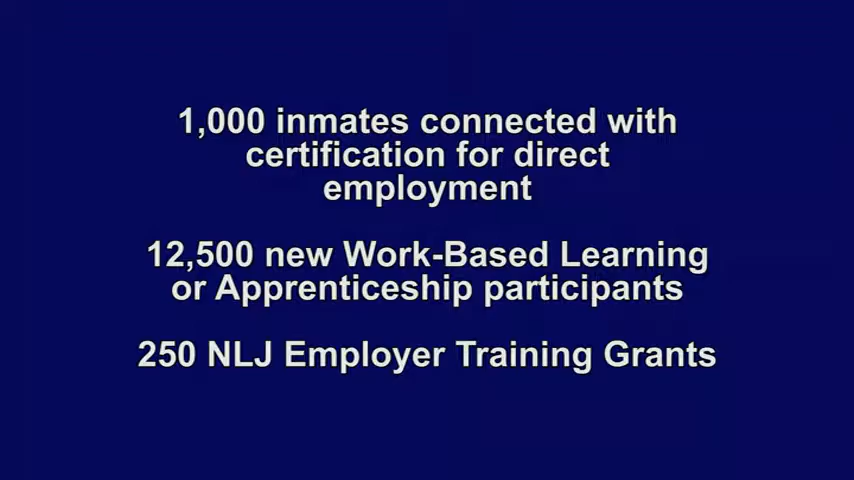 1,000 inmates connected with
certification for direct
employment
12,500 new Work-Based Learning
or Apprenticeship participants
250 NLJ Employer Training Grants